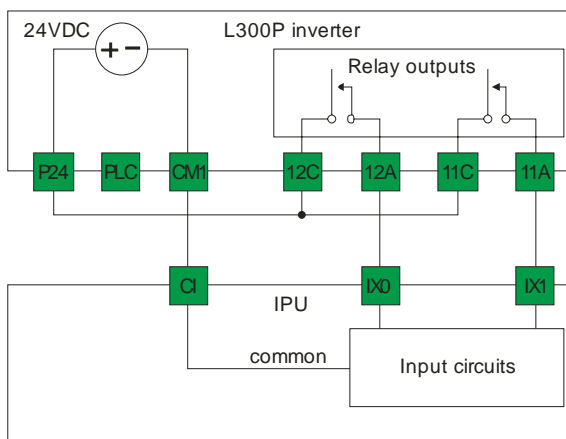 24VDC
L300P inverter
+ -
Relay outputs
P24
PLC
CM1
12C
12A
11C
11A
CI
IPU
IX0
IX1
common
Input circuits